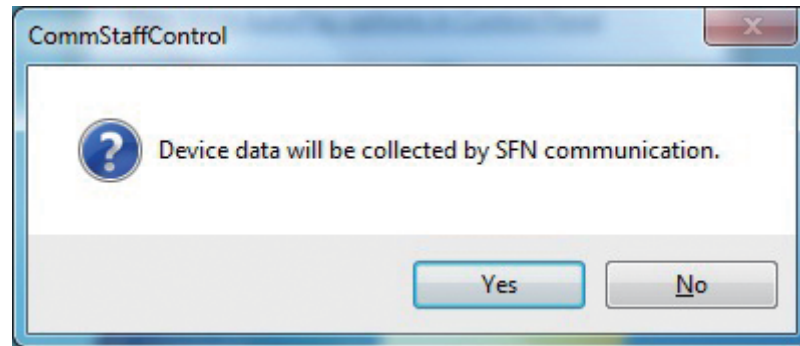 CommStaffControl
Device data will be collected by SFN communication.
Yes
No